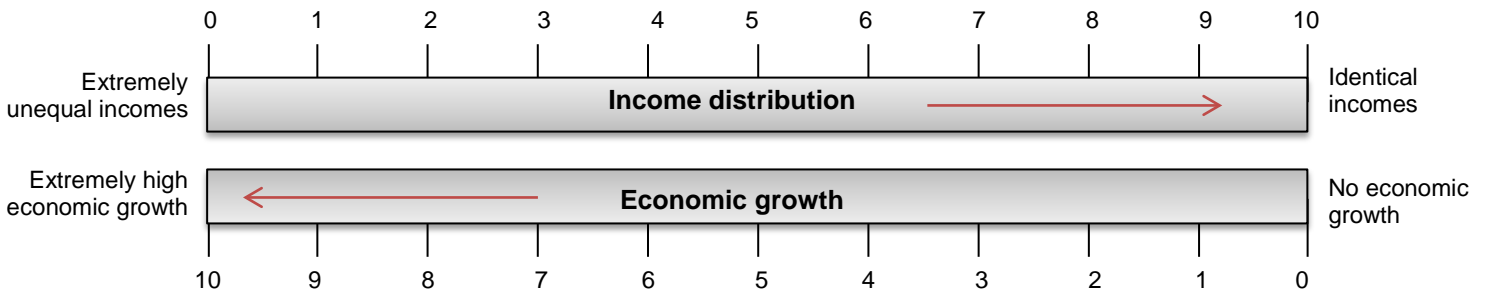 0 1 2 3 4 5 6 7 8 9 10
Extremely
unequal incomes
Income distribution
Identical
incomes
Extremely high
economic growth
Economic growth
No economic
growth
10 9 8 7 6 5 4 3 2 1 0